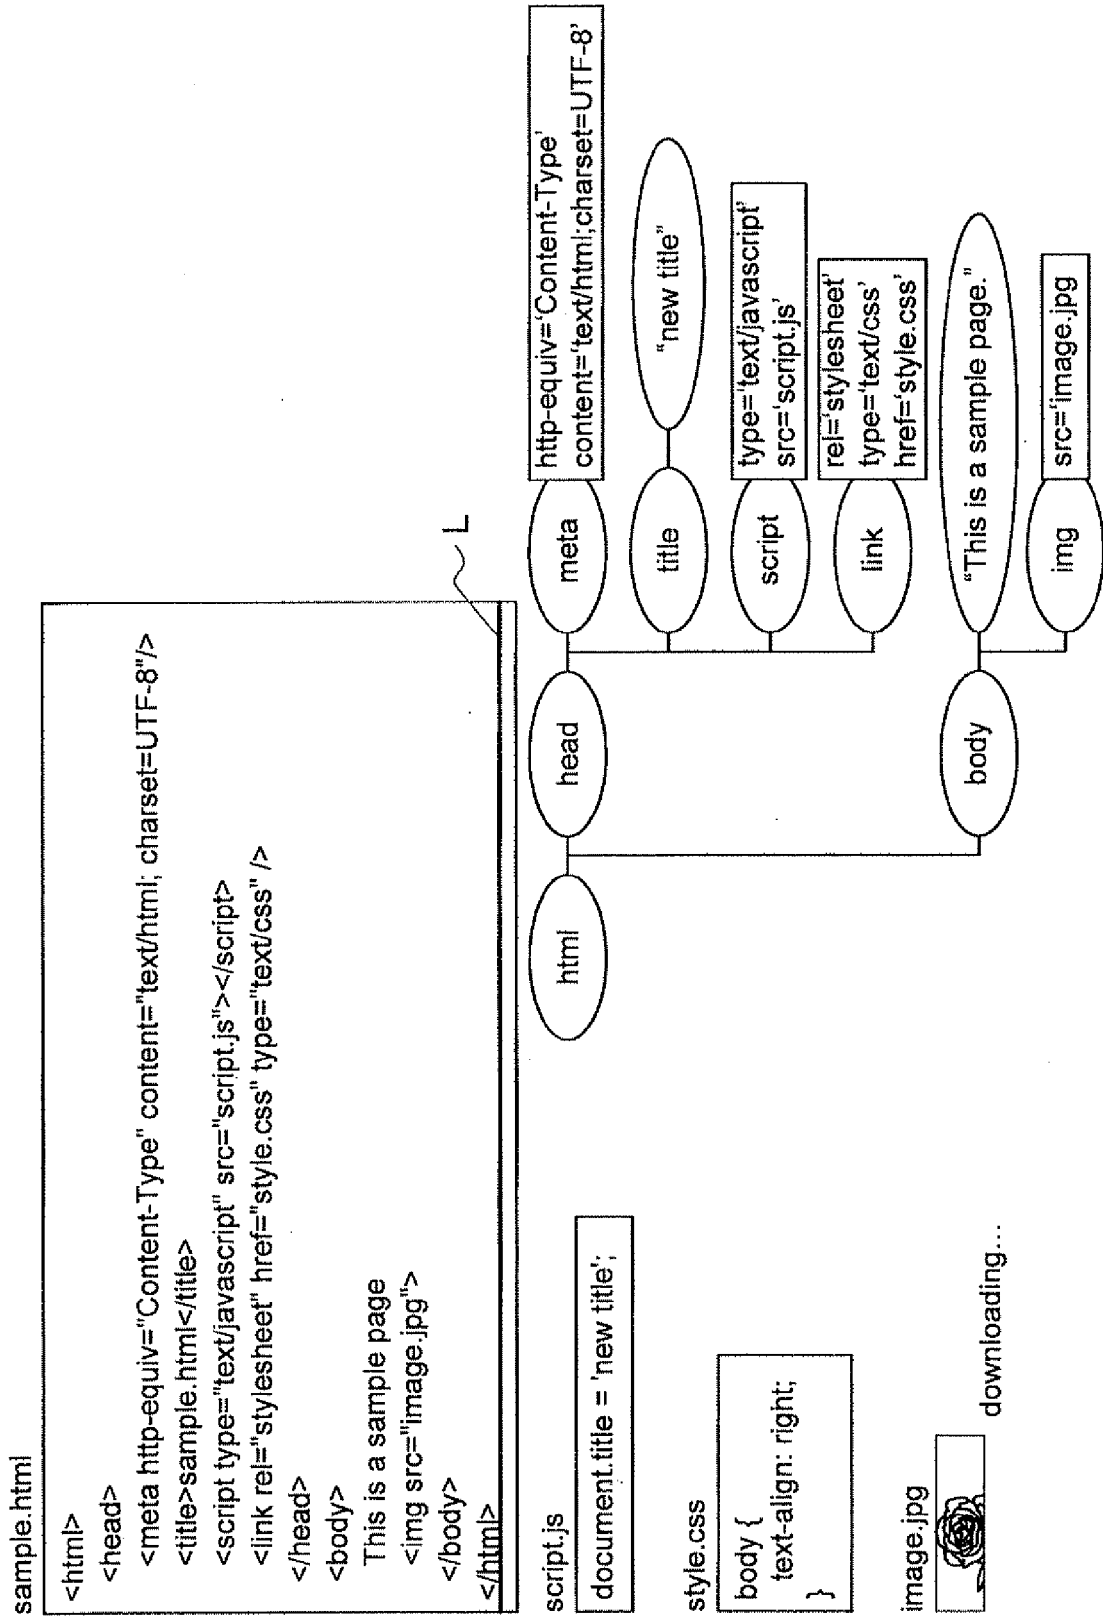 sample.html
<html>
<head>
<meta http-equiv="Content-Type" content="text/html; charset=UTF-8"/>
<title>sample.html</title>
<script type="text/javascript" src="script.js"></script>
<link rel="stylesheet" href="style.css" type="text/css" />
</head>
<body>
This is a sample page
<img src="image.jpg">
</body>
</html>
L
script.js
document.title = 'new title';
style.css
body {
text-align: right;
}
image.jpg
downloading...
html
head
meta
http-equiv='Content-Type'
content='text/html;charset=UTF-8'
title
“new title”
script
type='text/javascript'
src='script.js'
link
rel='stylesheet'
type='text/css'
href='style.css'
body
“This is a sample page.”
img
src='image.jpg